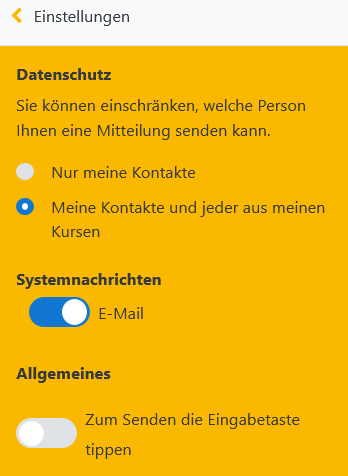 Einstellungen
Datenschutz
Sie können einschränken, welche Person
Ihnen eine Mitteilung senden kann.
Nur meine Kontakte
Meine Kontakte und jeder aus meinen
Kursen
Systemnachrichten
E-Mail
Allgemeines
Zum Senden die Eingabetaste
tippen